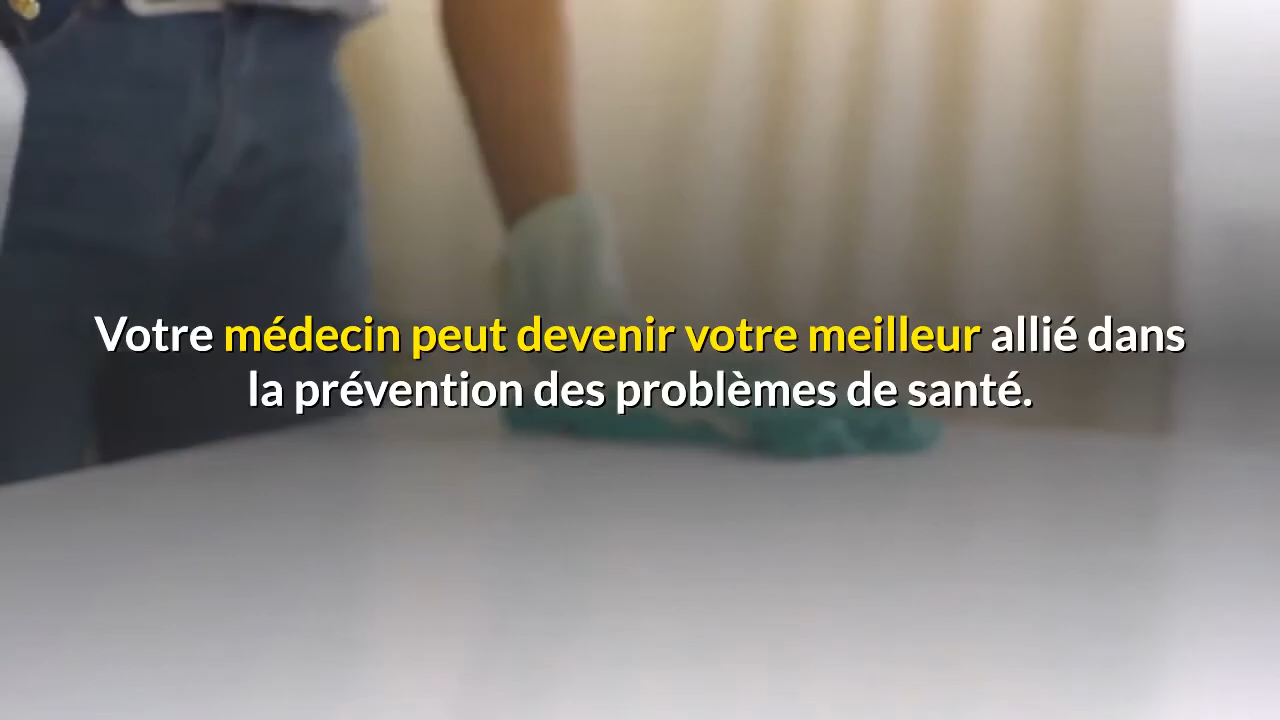 Votre médecin peut devenir votre meilleur allié dans
la prévention des problèmes de santé.